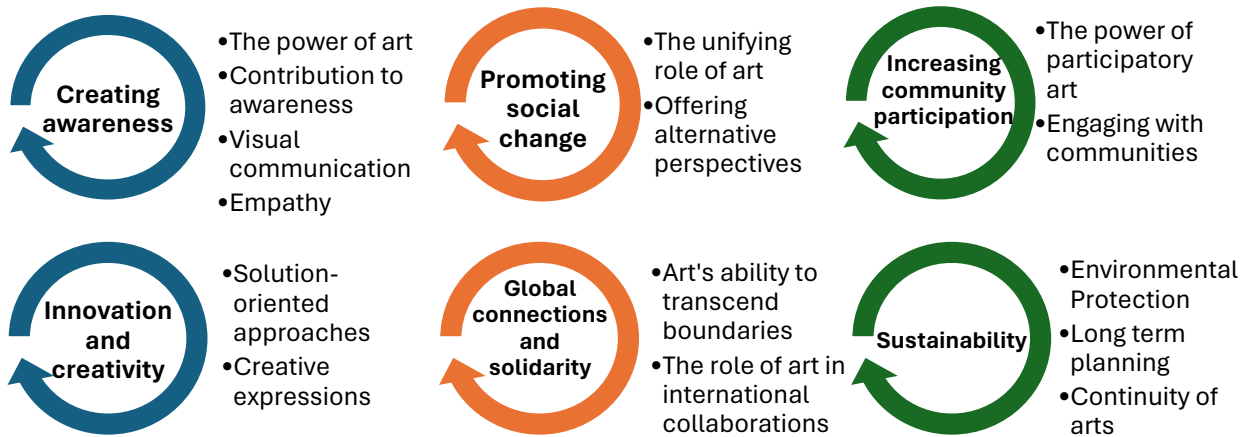 Creating
awareness
•The power of art
•Contribution to
awareness
•Visual
communication
•Empathy
Promoting
social
change
•The unifying
role of art
•Offering
alternative
perspectives
Increasing
community
participation
•The power of
participatory
art
•Engaging with
communities
Innovation
and
creativity
•Solution-
oriented
approaches
•Creative
expressions
Global
connections
and
solidarity
•Art's ability to
transcend
boundaries
•The role of art in
international
collaborations
Sustainability
•Environmental
Protection
•Long term
planning
•Continuity of
arts